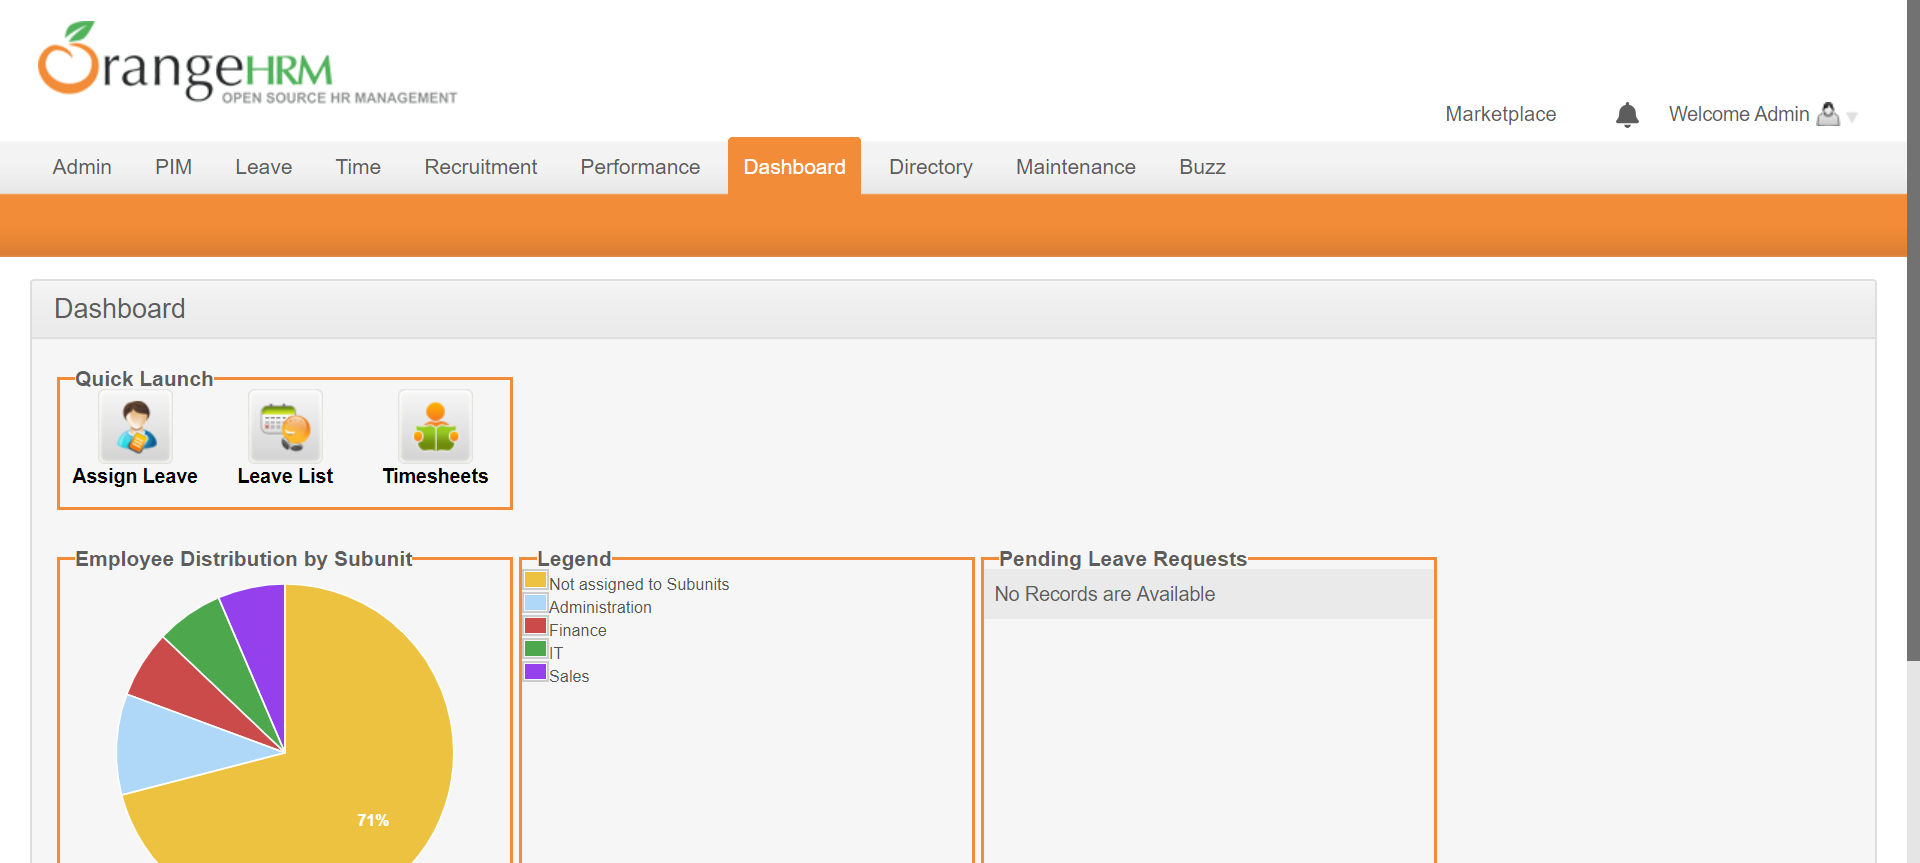 OrangeHRM
OPEN SOURCE HR MANAGEMENT
Marketplace Welcome Admin
Admin PIM Leave Time Recruitment Performance Dashboard Directory Maintenance Buzz
Dashboard
Quick Launch
Assign Leave Leave List Timesheets
Employee Distribution by Subunit
71%
Legend
Not assigned to Subunits
Administration
Finance
IT
Sales
Pending Leave Requests
No Records are Available